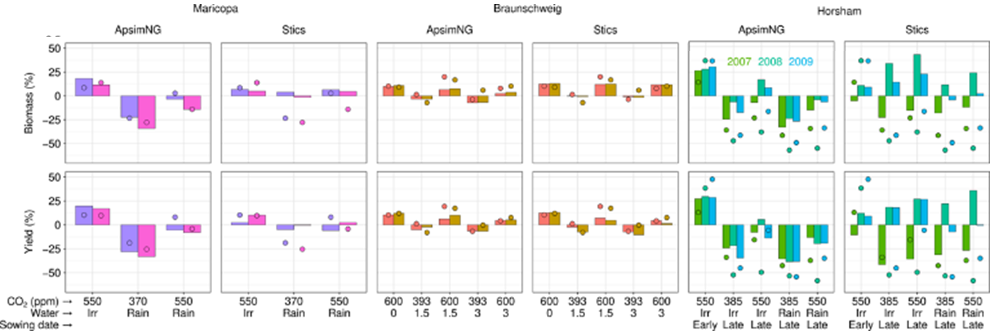 Maricopa Braunschweig Horsham
ApsimNG Stics ApsimNG Stics ApsimNG Stics
50
25
0
−25
−50
Biomass (%)
2007 2008 2009
50
25
0
−25
−50
Yield (%)
CO₂ (ppm) → 550 370 550 550 370 550 600 393 600 393 600 600 393 600 393 600 550 385 550 385 550 550 385 550 385 550
Water → Irr Rain Rain Irr Rain Rain 0 1.5 1.5 3 3 0 1.5 1.5 3 3 Irr Irr Irr Rain Rain Irr Irr Irr Rain Rain
Sowing date → Early Late Late Late Late Early Late Late Late Late